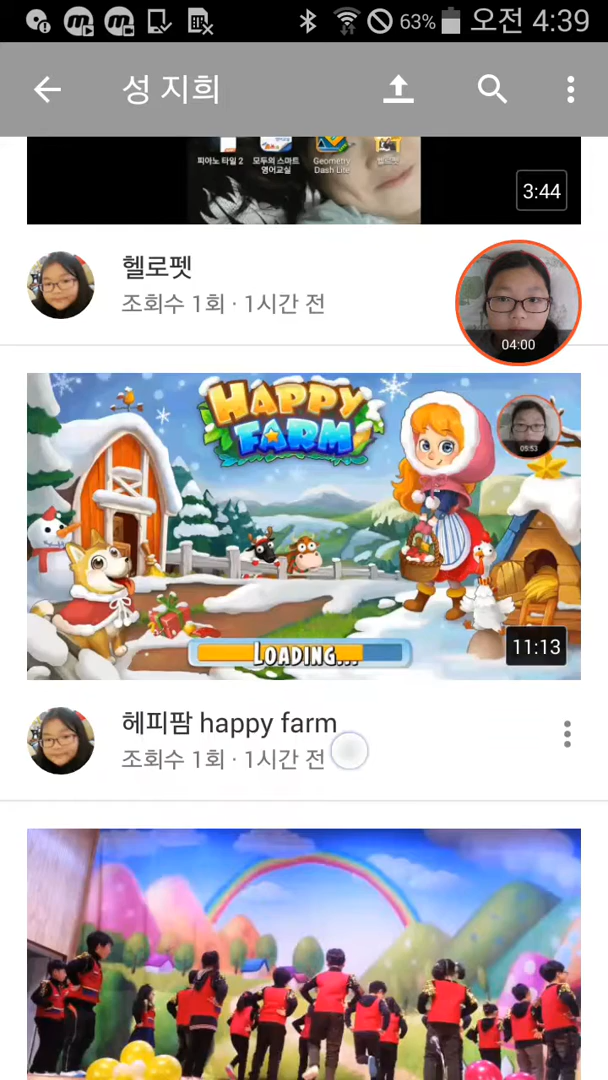 63% 오전 4:39
성 지희
피아노 타일 2
모두의 스마트
영어교실
Geometry
Dash Lite
헬로펫
3:44
헬로펫
조회수 1회 · 1시간 전
04:00
HAPPY
FARM
05:53
LOADING...
11:13
헤피팜 happy farm
조회수 1회 · 1시간 전